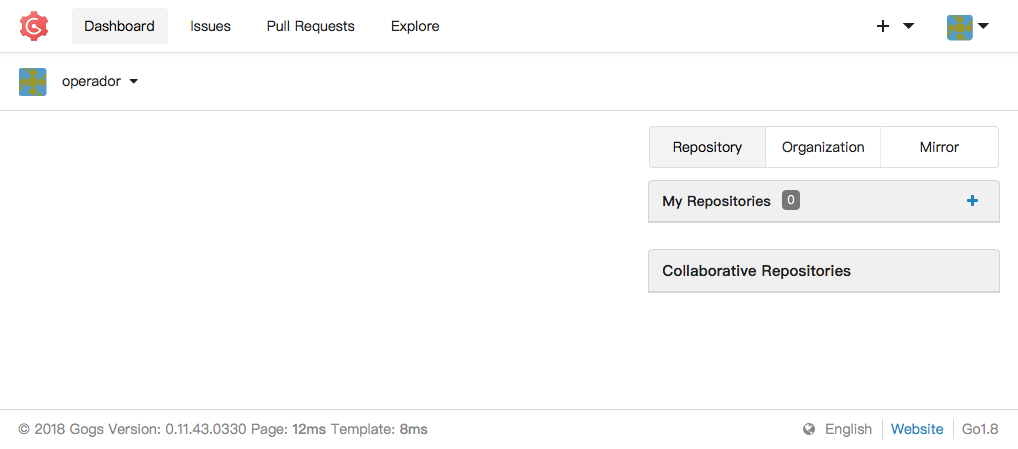 Dashboard Issues Pull Requests Explore
operador
Repository Organization Mirror
My Repositories 0
Collaborative Repositories
© 2018 Gogs Version: 0.11.43.0330 Page: 12ms Template: 8ms English Website Go1.8